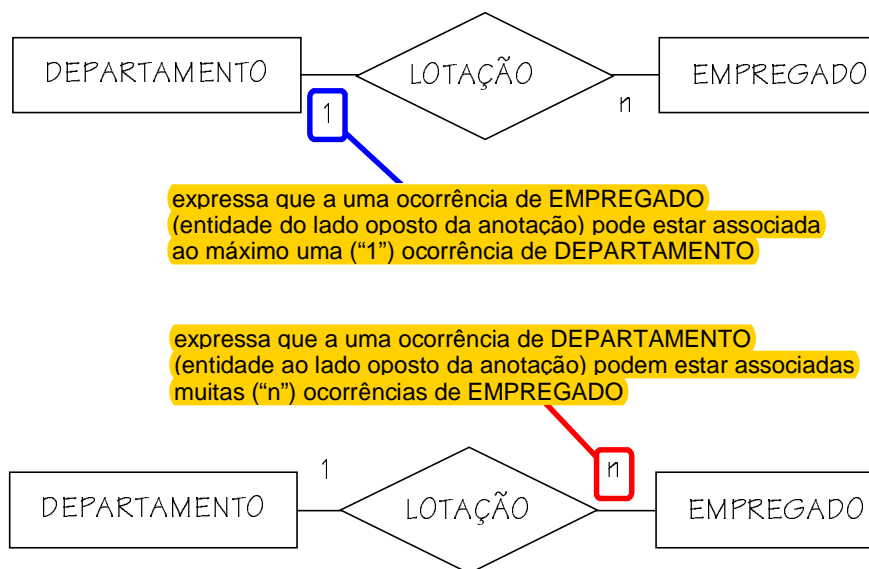 DEPARTAMENTO LOTAÇÃO EMPREGADO
1 n
expressa que a uma ocorrência de EMPREGADO
(entidade do lado oposto da anotação) pode estar associada
ao máximo uma (“1”) ocorrência de DEPARTAMENTO
expressa que a uma ocorrência de DEPARTAMENTO
(entidade ao lado oposto da anotação) podem estar associadas
muitas (“n”) ocorrências de EMPREGADO
1 n
DEPARTAMENTO LOTAÇÃO EMPREGADO